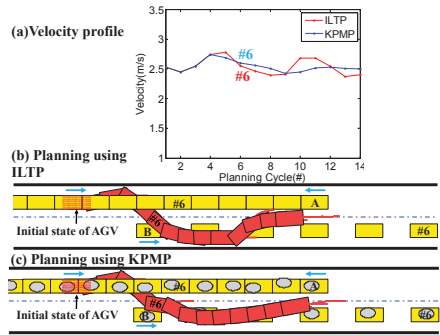 (a)Velocity profile
Velocity(m/s)
3.5
3
2.5
2
1.5
1
ILTP
KPMP
#6
#6
2 4 6 8 10 12 14
Planning Cycle(#)
(b) Planning using
ILTP
#6
A
#6
B
#6
Initial state of AGV
(c) Planning using KPMP
#6
A
#6
B
#6
Initial state of AGV